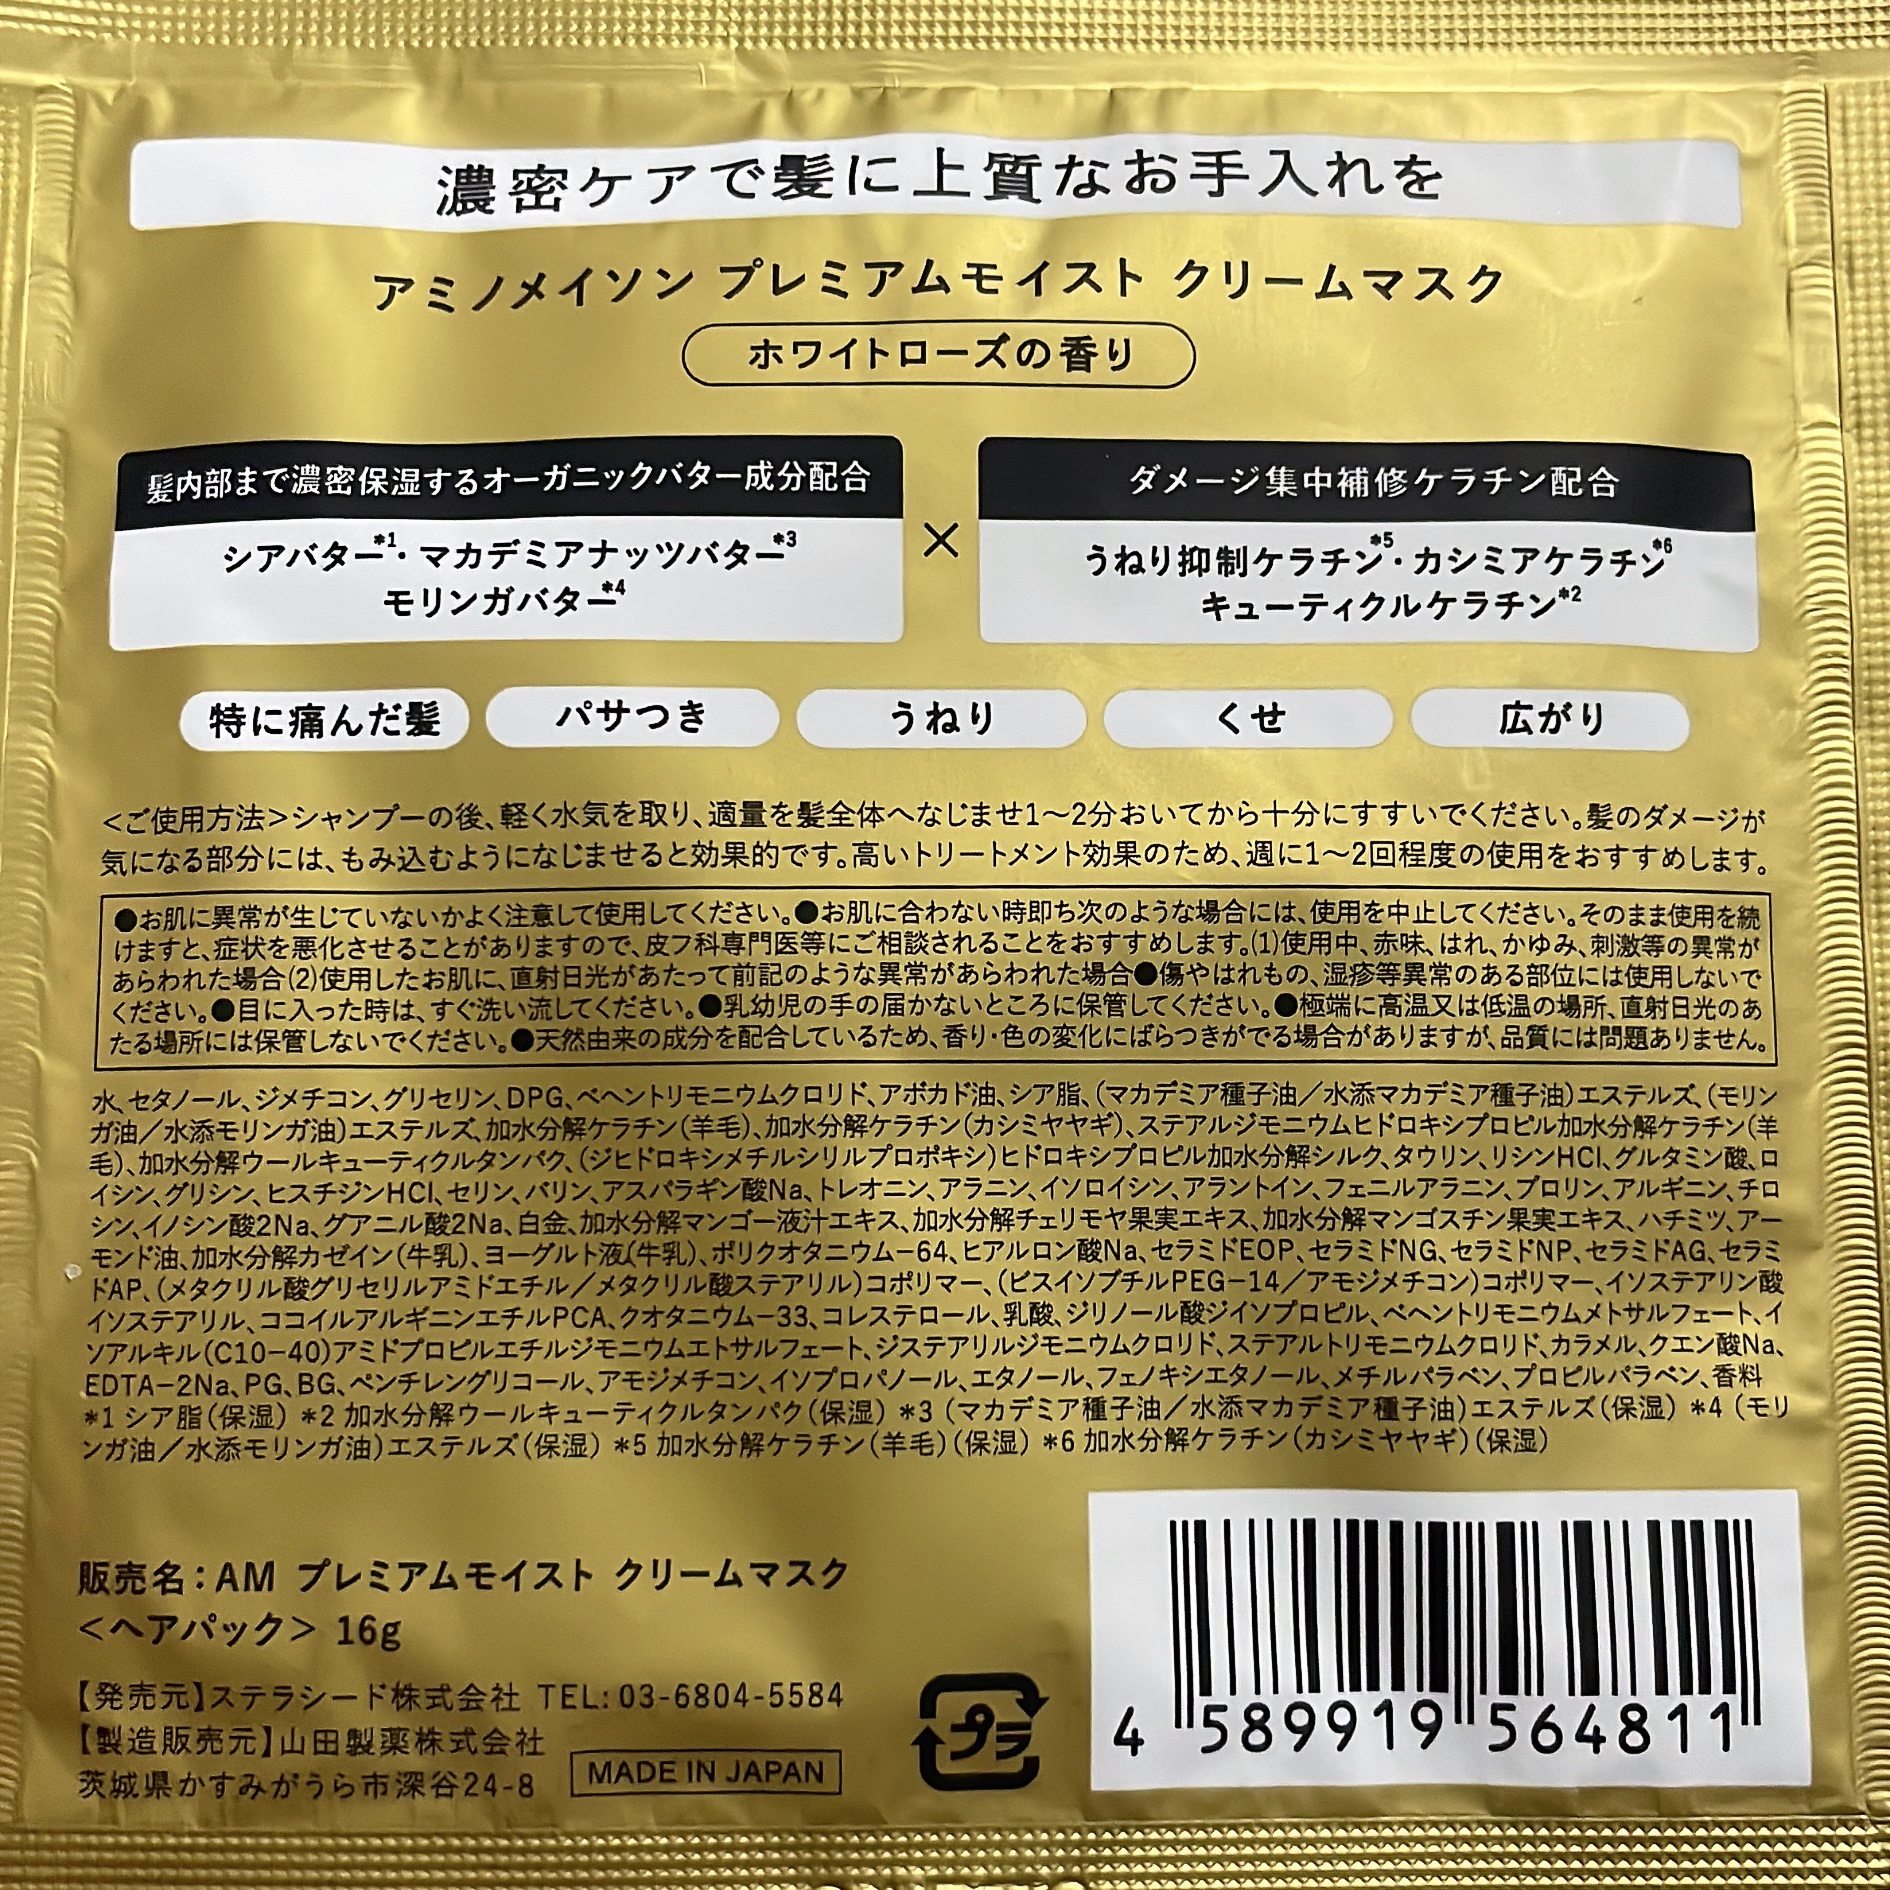 濃密ケアで髪に上質なお手入れを
アミノメイソン プレミアムモイスト クリームマスク
ホワイトローズの香り
髪内部まで濃密保湿するオーガニックバター成分配合
シアバター*1・マカデミアナッツバター*3
モリンガバター*4
×
ダメージ集中補修ケラチン配合
うねり抑制ケラチン*5・カシミアケラチン*6
キューティクルケラチン*2
特に痛んだ髪 パサつき うねり くせ 広がり
<ご使用方法>シャンプーの後、軽く水気を取り、適量を髪全体へなじませ1〜2分おいてから十分にすすいでください。髪のダメージが
気になる部分には、もみ込むようになじませると効果的です。高いトリートメント効果のため、週に1〜2回程度の使用をおすすめします。
●お肌に異常が生じていないかよく注意して使用してください。●お肌に合わない時即ち次のような場合には、使用を中止してください。そのまま使用を続
けますと、症状を悪化させることがありますので、皮フ科専門医等にご相談されることをおすすめします。(1)使用中、赤味、はれ、かゆみ、刺激等の異常が
あらわれた場合(2)使用したお肌に、直射日光があたって前記のような異常があらわれた場合●傷やはれもの、湿疹等異常のある部位には使用しないで
ください。●目に入った時は、すぐ洗い流してください。●乳幼児の手の届かないところに保管してください。●極端に高温又は低温の場所、直射日光のあ
たる場所には保管しないでください。●天然由来の成分を配合しているため、香り・色の変化にばらつきがでる場合がありますが、品質には問題ありません。
水、セタノール、ジメチコン、グリセリン、DPG、ベヘントリモニウムクロリド、アボカド油、シア脂、(マカデミア種子油／水添マカデミア種子油)エステルズ、(モリン
ガ油／水添モリンガ油)エステルズ、加水分解ケラチン(羊毛)、加水分解ケラチン(カシミヤヤギ)、ステアルジモニウムヒドロキシプロピル加水分解ケラチン(羊
毛)、加水分解ウールキューティクルタンパク、(ジヒドロキシメチルシリルプロポキシ)ヒドロキシプロピル加水分解シルク、タウリン、リシンHCl、グルタミン酸、ロ
イシン、グリシン、ヒスチジンHCl、セリン、バリン、アスパラギン酸Na、トレオニン、アラニン、イソロイシン、アラントイン、フェニルアラニン、プロリン、アルギニン、チロ
シン、イノシン酸2Na、グアニル酸2Na、白金、加水分解マンゴー液汁エキス、加水分解チェリモヤ果実エキス、加水分解マンゴスチン果実エキス、ハチミツ、アー
モンド油、加水分解カゼイン(牛乳)、ヨーグルト液(牛乳)、ポリクオタニウム−64、ヒアルロン酸Na、セラミドEOP、セラミドNG、セラミドNP、セラミドAG、セラミ
ドAP、(メタクリル酸グリセリルアミドエチル／メタクリル酸ステアリル)コポリマー、(ビスイソブチルPEG−14／アモジメチコン)コポリマー、イソステアリン酸
イソステアリル、ココイルアルギニンエチルPCA、クオタニウム−33、コレステロール、乳酸、ジリノール酸ジイソプロピル、ベヘントリモニウムメトサルフェート、イ
ソアルキル(C10−40)アミドプロピルエチルジモニウムエトサルフェート、ジステアリルジモニウムクロリド、ステアルトリモニウムクロリド、カラメル、クエン酸Na、
EDTA−2Na、PG、BG、ペンチレングリコール、アモジメチコン、イソプロパノール、エタノール、フェノキシエタノール、メチルパラベン、プロピルパラベン、香料
*1 シア脂(保湿) *2 加水分解ウールキューティクルタンパク(保湿) *3 (マカデミア種子油／水添マカデミア種子油)エステルズ(保湿) *4 (モリ
ンガ油／水添モリンガ油)エステルズ(保湿) *5 加水分解ケラチン(羊毛)(保湿) *6 加水分解ケラチン(カシミヤヤギ)(保湿)
販売名：AM プレミアムモイスト クリームマスク
<ヘアパック> 16g
【発売元】ステラシード株式会社 TEL：03-6804-5584
【製造販売元】山田製薬株式会社
茨城県かすみがうら市深谷24-8
MADE IN JAPAN
プラ
4 589919 564811